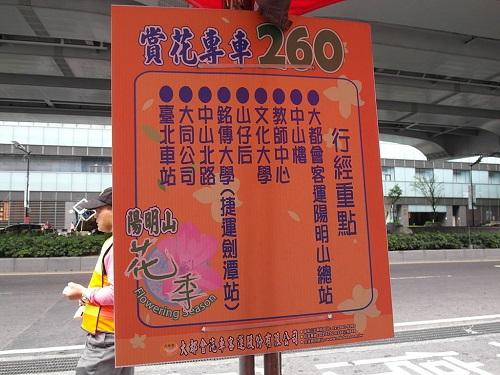 賞花專車260
行經重點
●大都會客運陽明山總站
●中山樓
●教師中心
●文化大學
●山仔后
●銘傳大學(捷運劍潭站)
●中山北路
●大同公司
●臺北車站
陽明山
花季
Flowering Season
大都會汽車客運股份有限公司